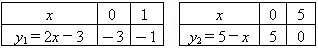 x 0 1
y₁ = 2x − 3 −3 −1
x 0 5
y₂ = 5 − x 5 0